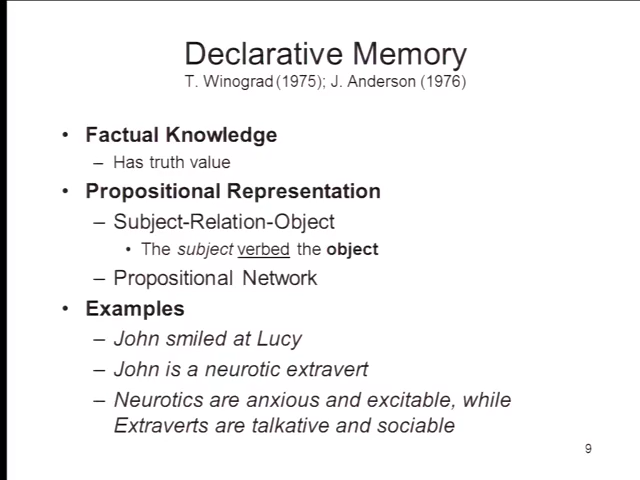 Declarative Memory
T. Winograd (1975); J. Anderson (1976)
• Factual Knowledge
– Has truth value
• Propositional Representation
– Subject-Relation-Object
• The subject verbed the object
– Propositional Network
• Examples
– John smiled at Lucy
– John is a neurotic extravert
– Neurotics are anxious and excitable, while
Extraverts are talkative and sociable
9